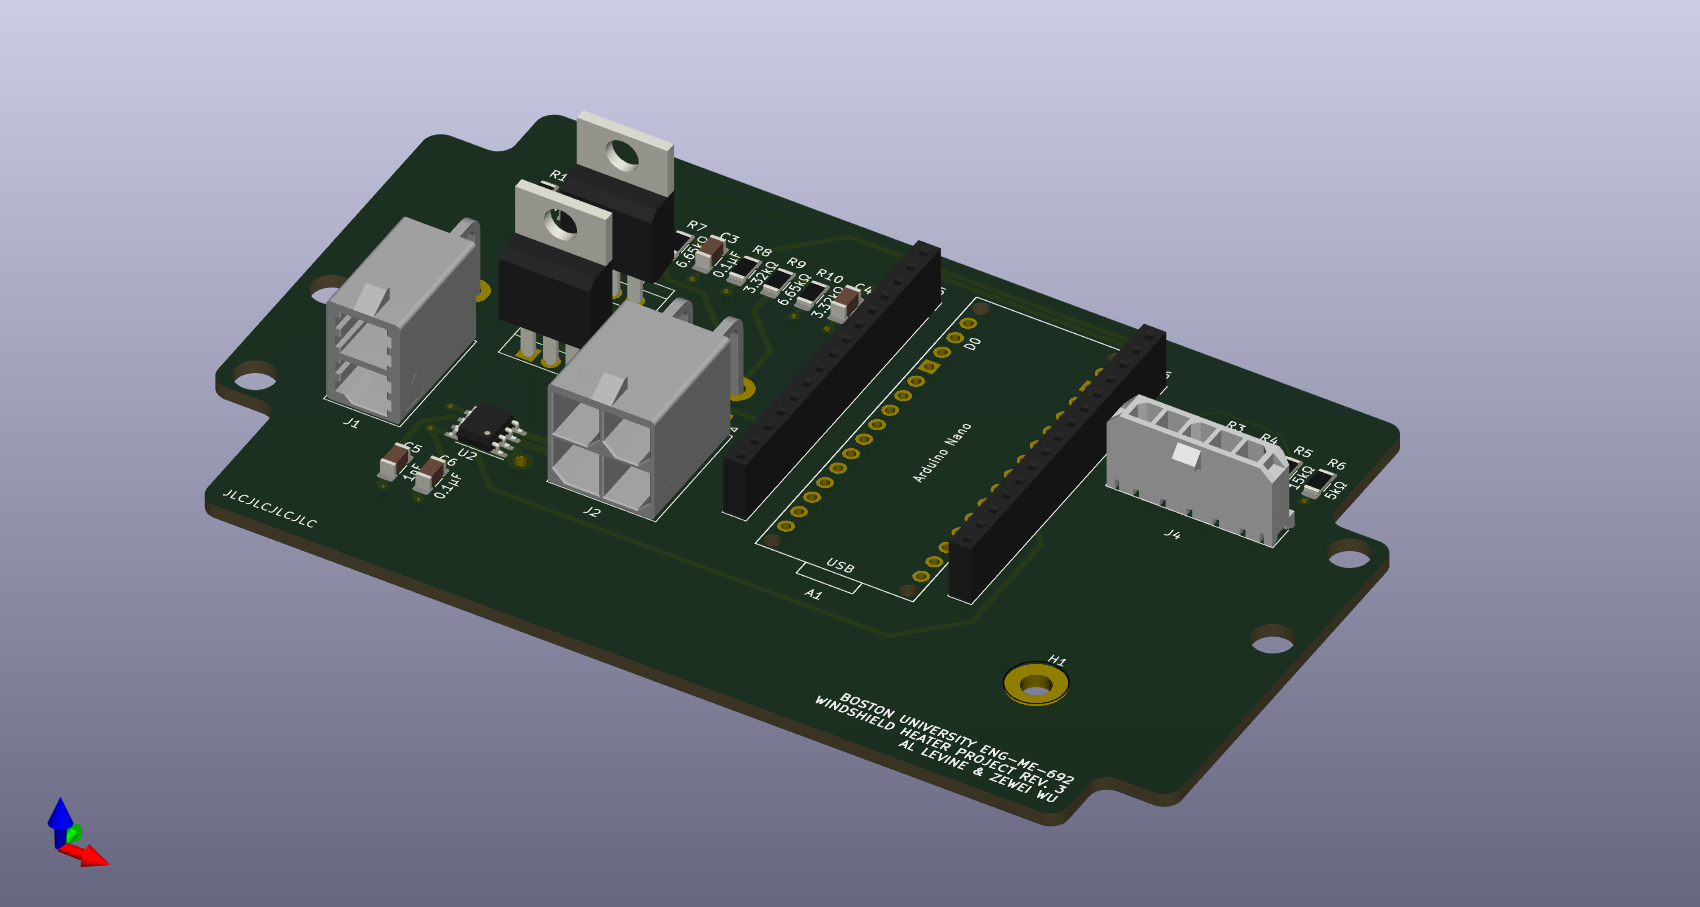 R1
R7
6.65kΩ
C3
0.1µF
R8
3.32kΩ
R9
6.65kΩ
R10
3.32kΩ
C4
D0
Arduino Nano
USB
A1
J1
U2
C5
C6
0.1µF
J2
R3
R4
R5
15kΩ
R6
5kΩ
J4
JLCJLCJLCJLC
H1
BOSTON UNIVERSITY ENG-ME-692
WINDSHIELD HEATER PROJECT REV. 3
AL LEVINE & ZEWEI WU